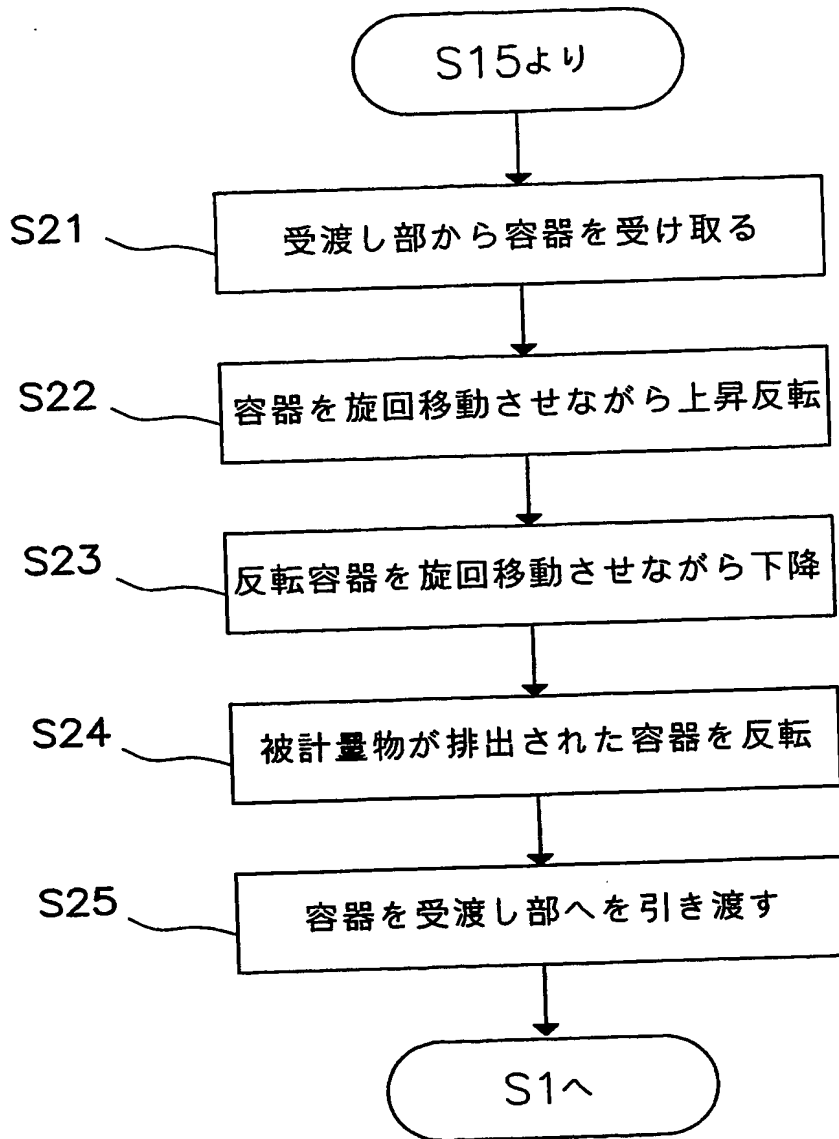 S15より
S21
受渡し部から容器を受け取る
S22
容器を旋回移動させながら上昇反転
S23
反転容器を旋回移動させながら下降
S24
被計量物が排出された容器を反転
S25
容器を受渡し部へを引き渡す
S1へ